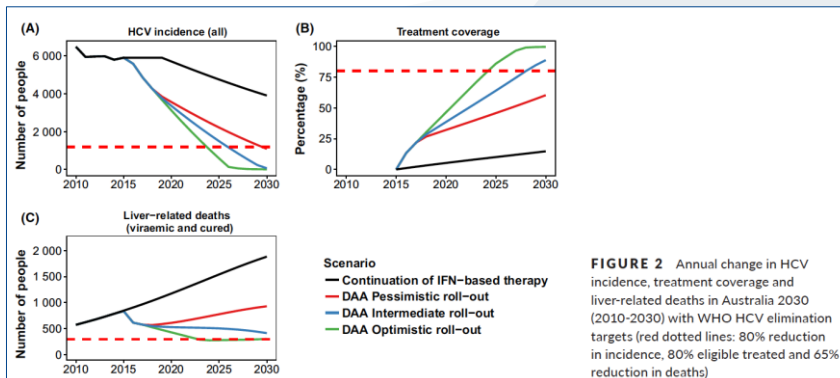 (A)
HCV incidence (all)
Number of people
6 000
4 000
2 000
0
2010
2015
2020
2025
2030
(B)
Treatment coverage
Percentage (%)
100
75
50
25
0
2010
2015
2020
2025
2030
(C)
Liver−related deaths
(viraemic and cured)
Number of people
2 000
1 500
1 000
500
0
2010
2015
2020
2025
2030
Scenario
Continuation of IFN−based therapy
DAA Pessimistic roll−out
DAA Intermediate roll−out
DAA Optimistic roll−out
FIGURE 2 Annual change in HCV
incidence, treatment coverage and
liver-related deaths in Australia 2030
(2010-2030) with WHO HCV elimination
targets (red dotted lines: 80% reduction
in incidence, 80% eligible treated and 65%
reduction in deaths)